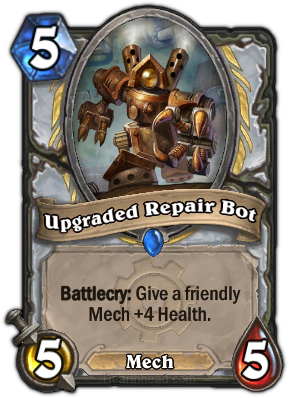 5
Upgraded Repair Bot
Battlecry: Give a friendly
Mech +4 Health.
Mech
5
5